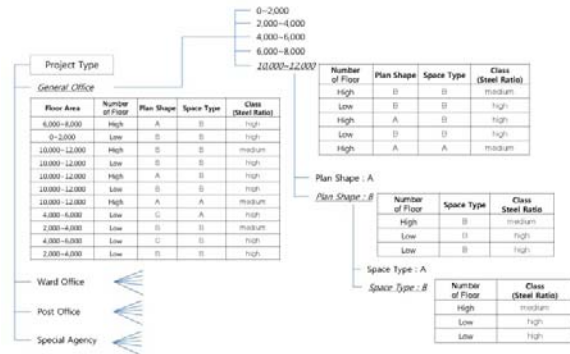 0~2,000
2,000~4,000
4,000~6,000
6,000~8,000
10,000~12,000
Project Type
General Office
Floor Area Number of Floor Plan Shape Space Type Class (Steel Ratio)
6,000~8,000 High A B high
0~2,000 Low B B high
10,000~12,000 High B B medium
10,000~12,000 Low B B high
10,000~12,000 High A B high
10,000~12,000 Low B B high
10,000~12,000 High A A medium
4,000~6,000 Low C A high
2,000~4,000 Low B B medium
4,000~6,000 Low C B high
2,000~4,000 Low B B high
Ward Office
Post Office
Special Agency
Number of Floor Plan Shape Space Type Class (Steel Ratio)
High B B medium
Low B B high
High A B high
Low B B high
High A A medium
Plan Shape : A
Plan Shape : B
Number of Floor Space Type Class Steel Ratio)
High B medium
Low B high
Low B high
Space Type : A
Space Type : B
Number of Floor Class (Steel Ratio)
High medium
Low high
Low high